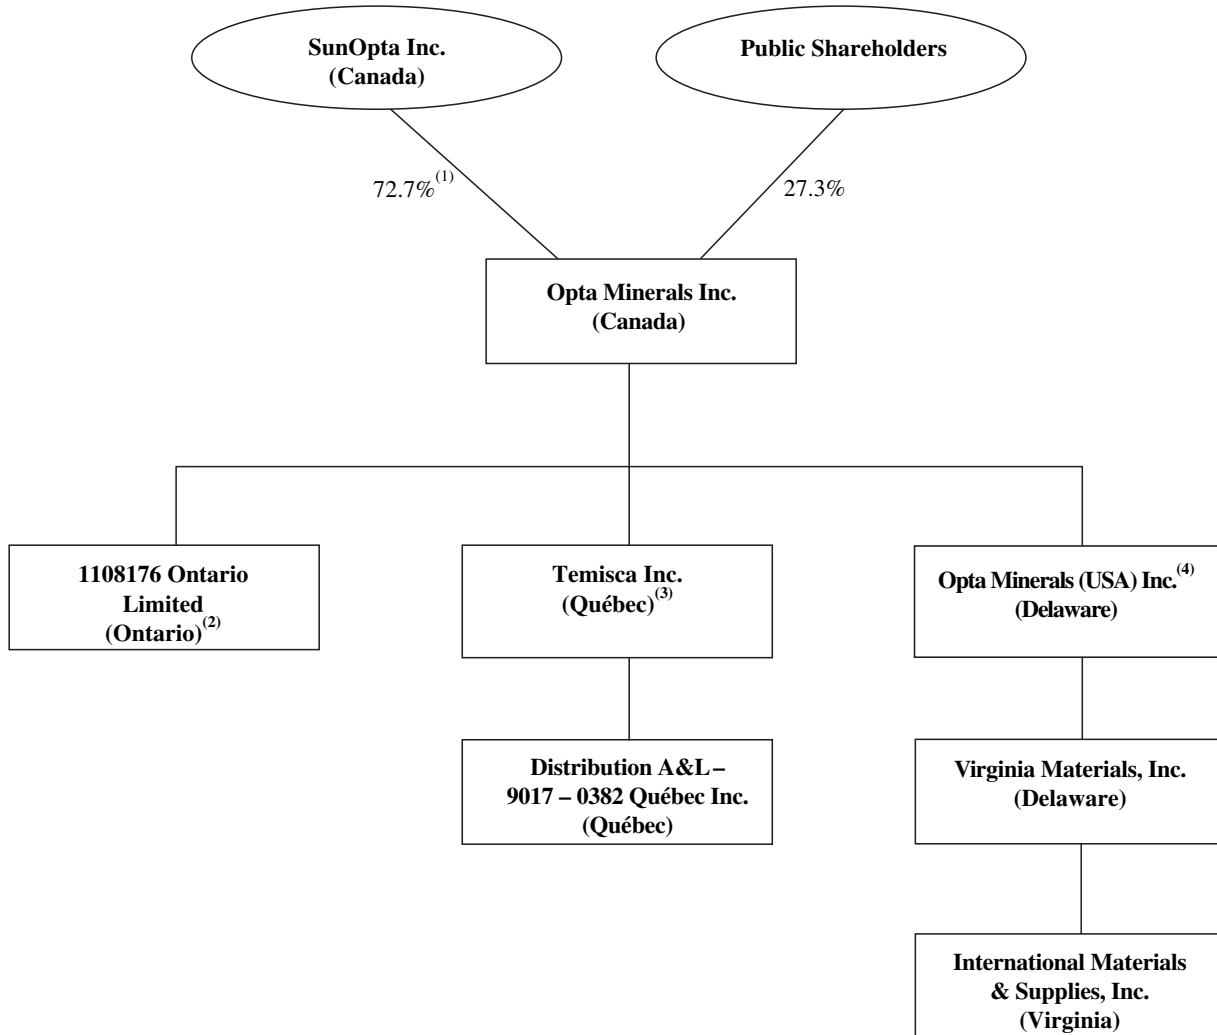 SunOpta Inc.
(Canada)
Public Shareholders
72.7%(1)
27.3%
Opta Minerals Inc.
(Canada)
1108176 Ontario
Limited
(Ontario)(2)
Temisca Inc.
(Québec)(3)
Opta Minerals (USA) Inc.(4)
(Delaware)
Distribution A&L –
9017 – 0382 Québec Inc.
(Québec)
Virginia Materials, Inc.
(Delaware)
International Materials
& Supplies, Inc.
(Virginia)